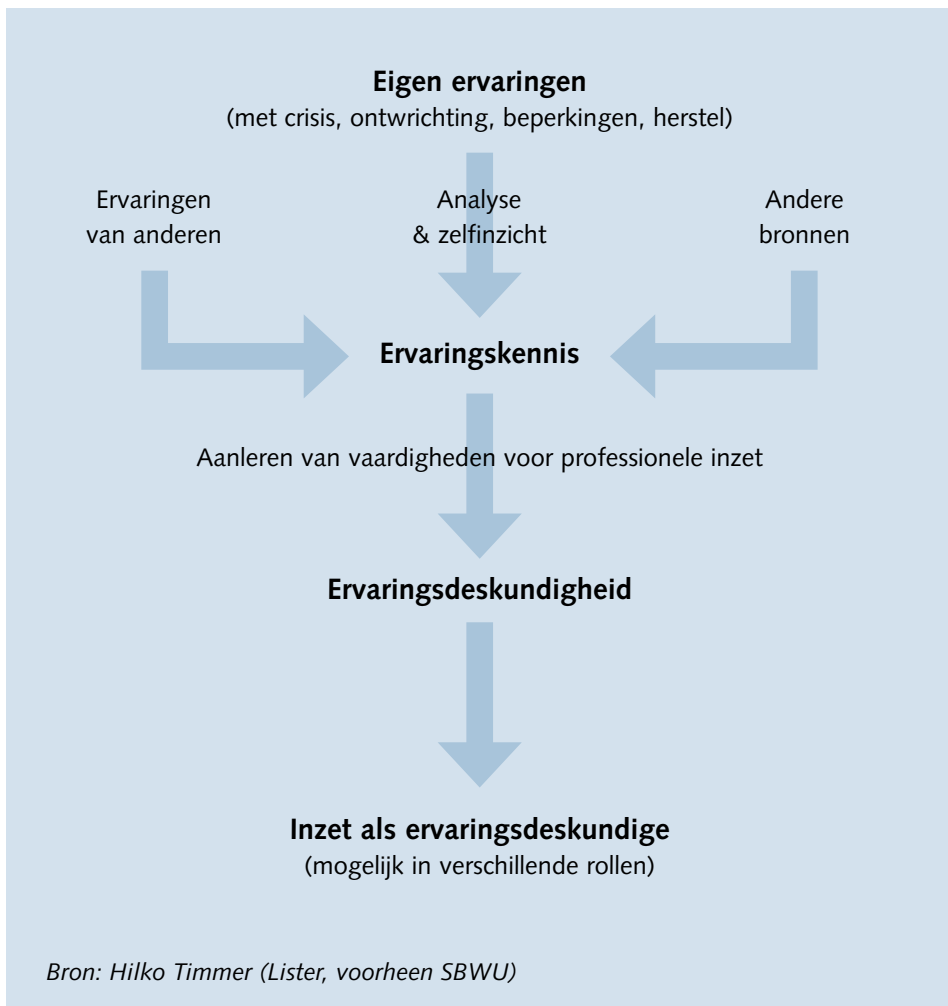 Eigen ervaringen
(met crisis, ontwrichting, beperkingen, herstel)
Ervaringen
van anderen
Analyse
& zelfinzicht
Andere
bronnen
Ervaringskennis
Aanleren van vaardigheden voor professionele inzet
Ervaringsdeskundigheid
Inzet als ervaringsdeskundige
(mogelijk in verschillende rollen)
Bron: Hilko Timmer (Lister, voorheen SBWU)